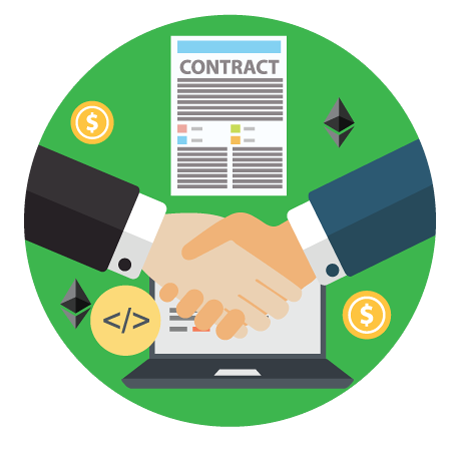 CONTRACT
$
</>
$